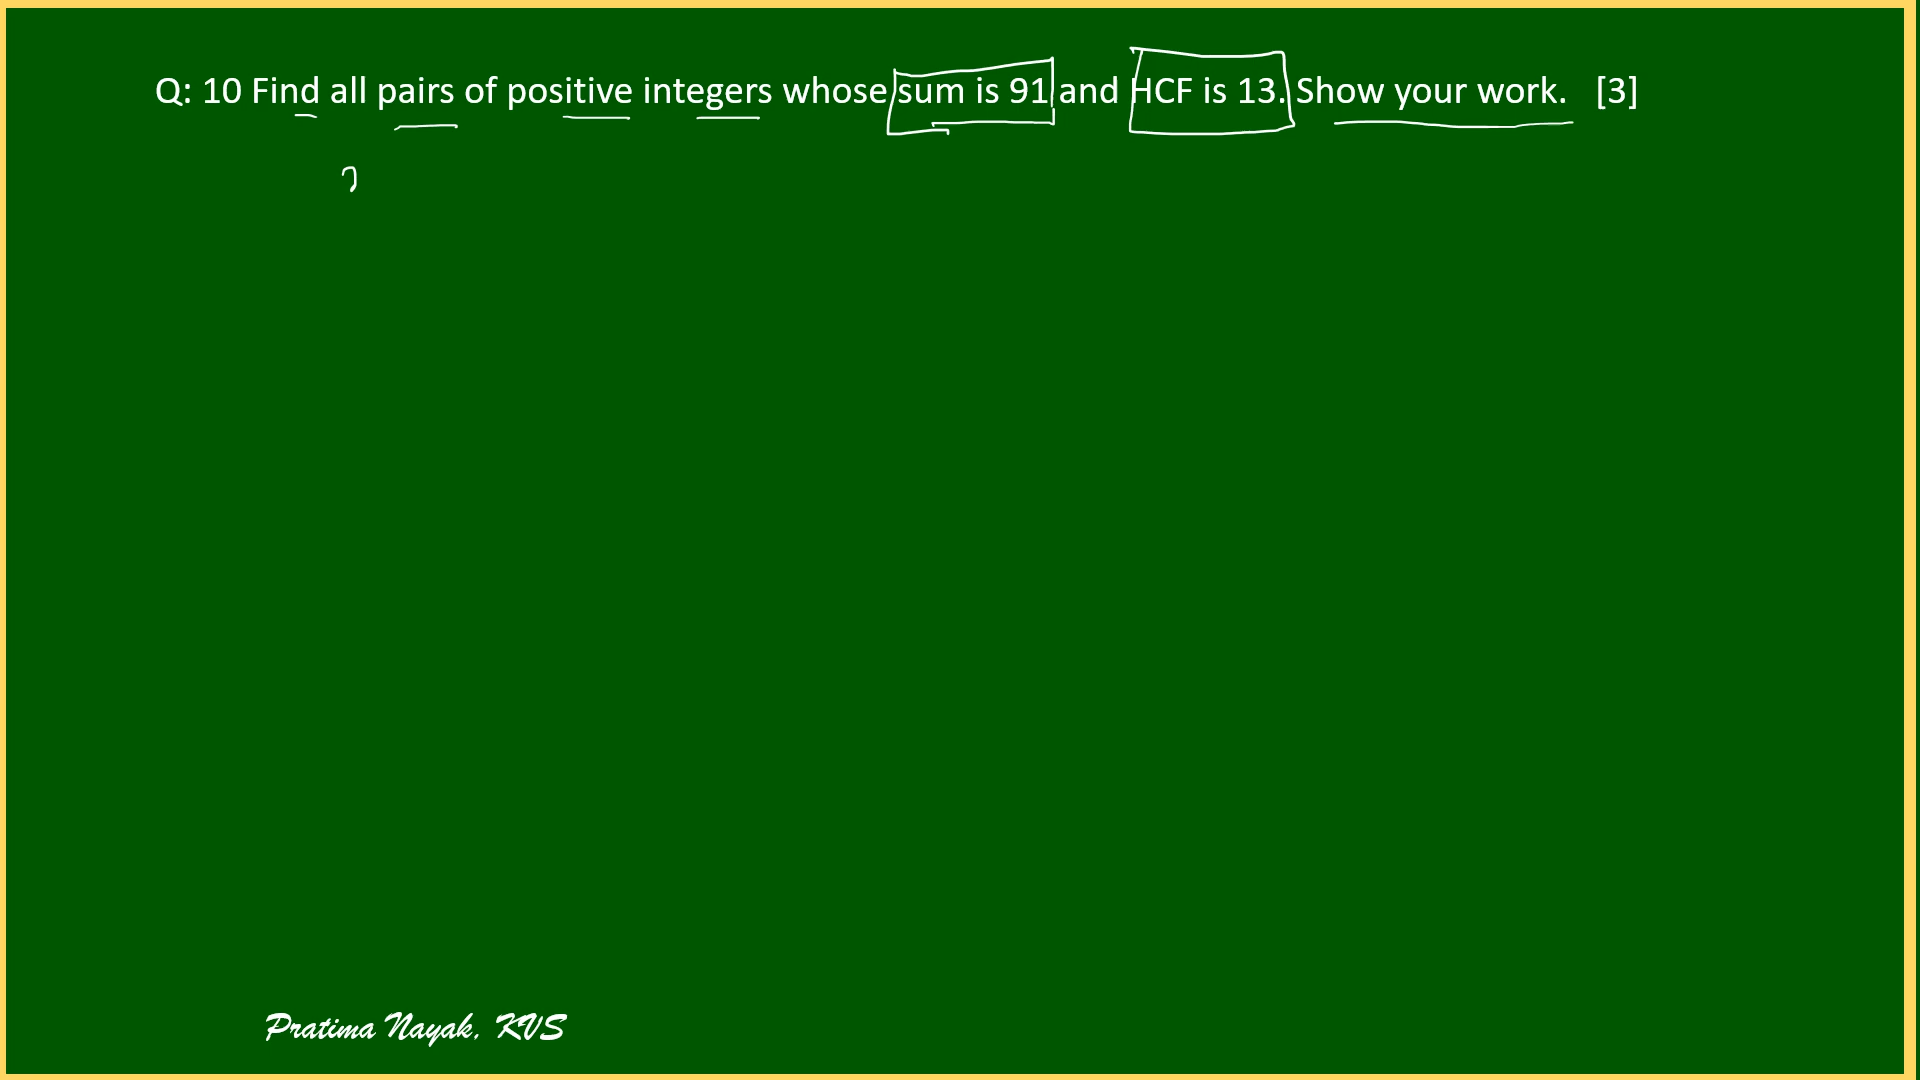 Q: 10 Find all pairs of positive integers whose sum is 91 and HCF is 13. Show your work. [3]
Pratima Nayak, KVS